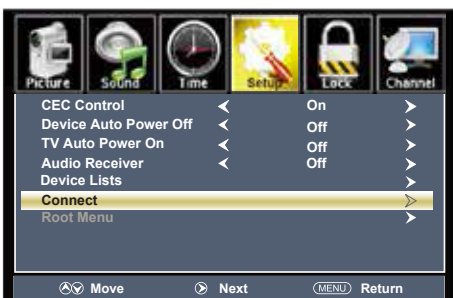 Picture Sound Time Setup Lock Channel
CEC Control On
Device Auto Power Off Off
TV Auto Power On Off
Audio Receiver Off
Device Lists
Connect
Root Menu
Move Next MENU Return